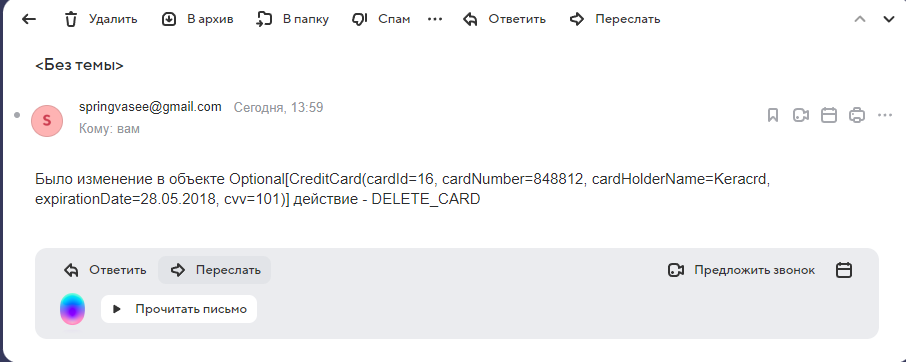 Удалить В архив В папку Спам Ответить Переслать
<Без темы>
S springvasee@gmail.com Сегодня, 13:59
Кому: вам
Было изменение в объекте Optional[CreditCard(cardId=16, cardNumber=848812, cardHolderName=Keracrd,
expirationDate=28.05.2018, cvv=101)] действие - DELETE_CARD
Ответить Переслать Предложить звонок
Прочитать письмо